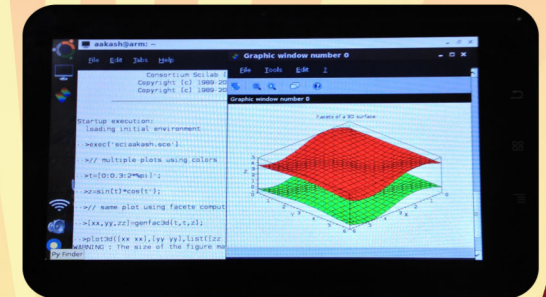 aakash@arm: ~
File Edit Tabs Help
Consortium Scilab (
Copyright (c) 1989-20
Copyright (c) 1989-200
Startup execution:
loading initial environment
-->exec('sciaakash.sce')
-->// multiple plots using colors
-->t=[0:0.3:2*%pi]';
-->z=sin(t)*cos(t');
-->// same plot using facets comput
-->[xx,yy,zz]=genfac3d(t,t,z);
-->plot3d([xx xx],[yy yy],list([zz
WARNING : The size of the figure ma
Py Finder
Graphic window number 0
File Tools Edit ?
Graphic window number 0
Facets of a 3D surface